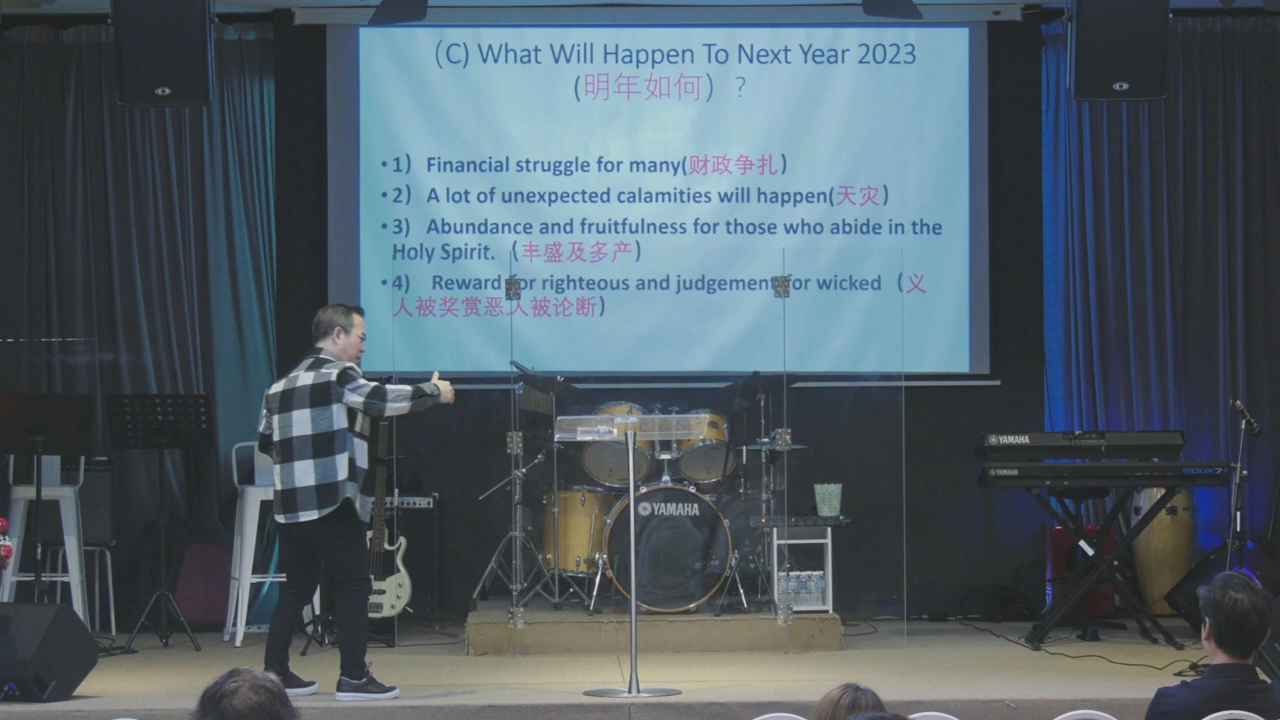 (C) What Will Happen To Next Year 2023
(明年如何) ?
• 1) Financial struggle for many(财政争扎)
• 2) A lot of unexpected calamities will happen(天灾)
• 3) Abundance and fruitfulness for those who abide in the
Holy Spirit. (丰盛及多产)
• 4) Reward for righteous and judgement for wicked (义
人被奖赏恶人被论断)
YAMAHA
YAMAHA
YAMAHA
MODX7+